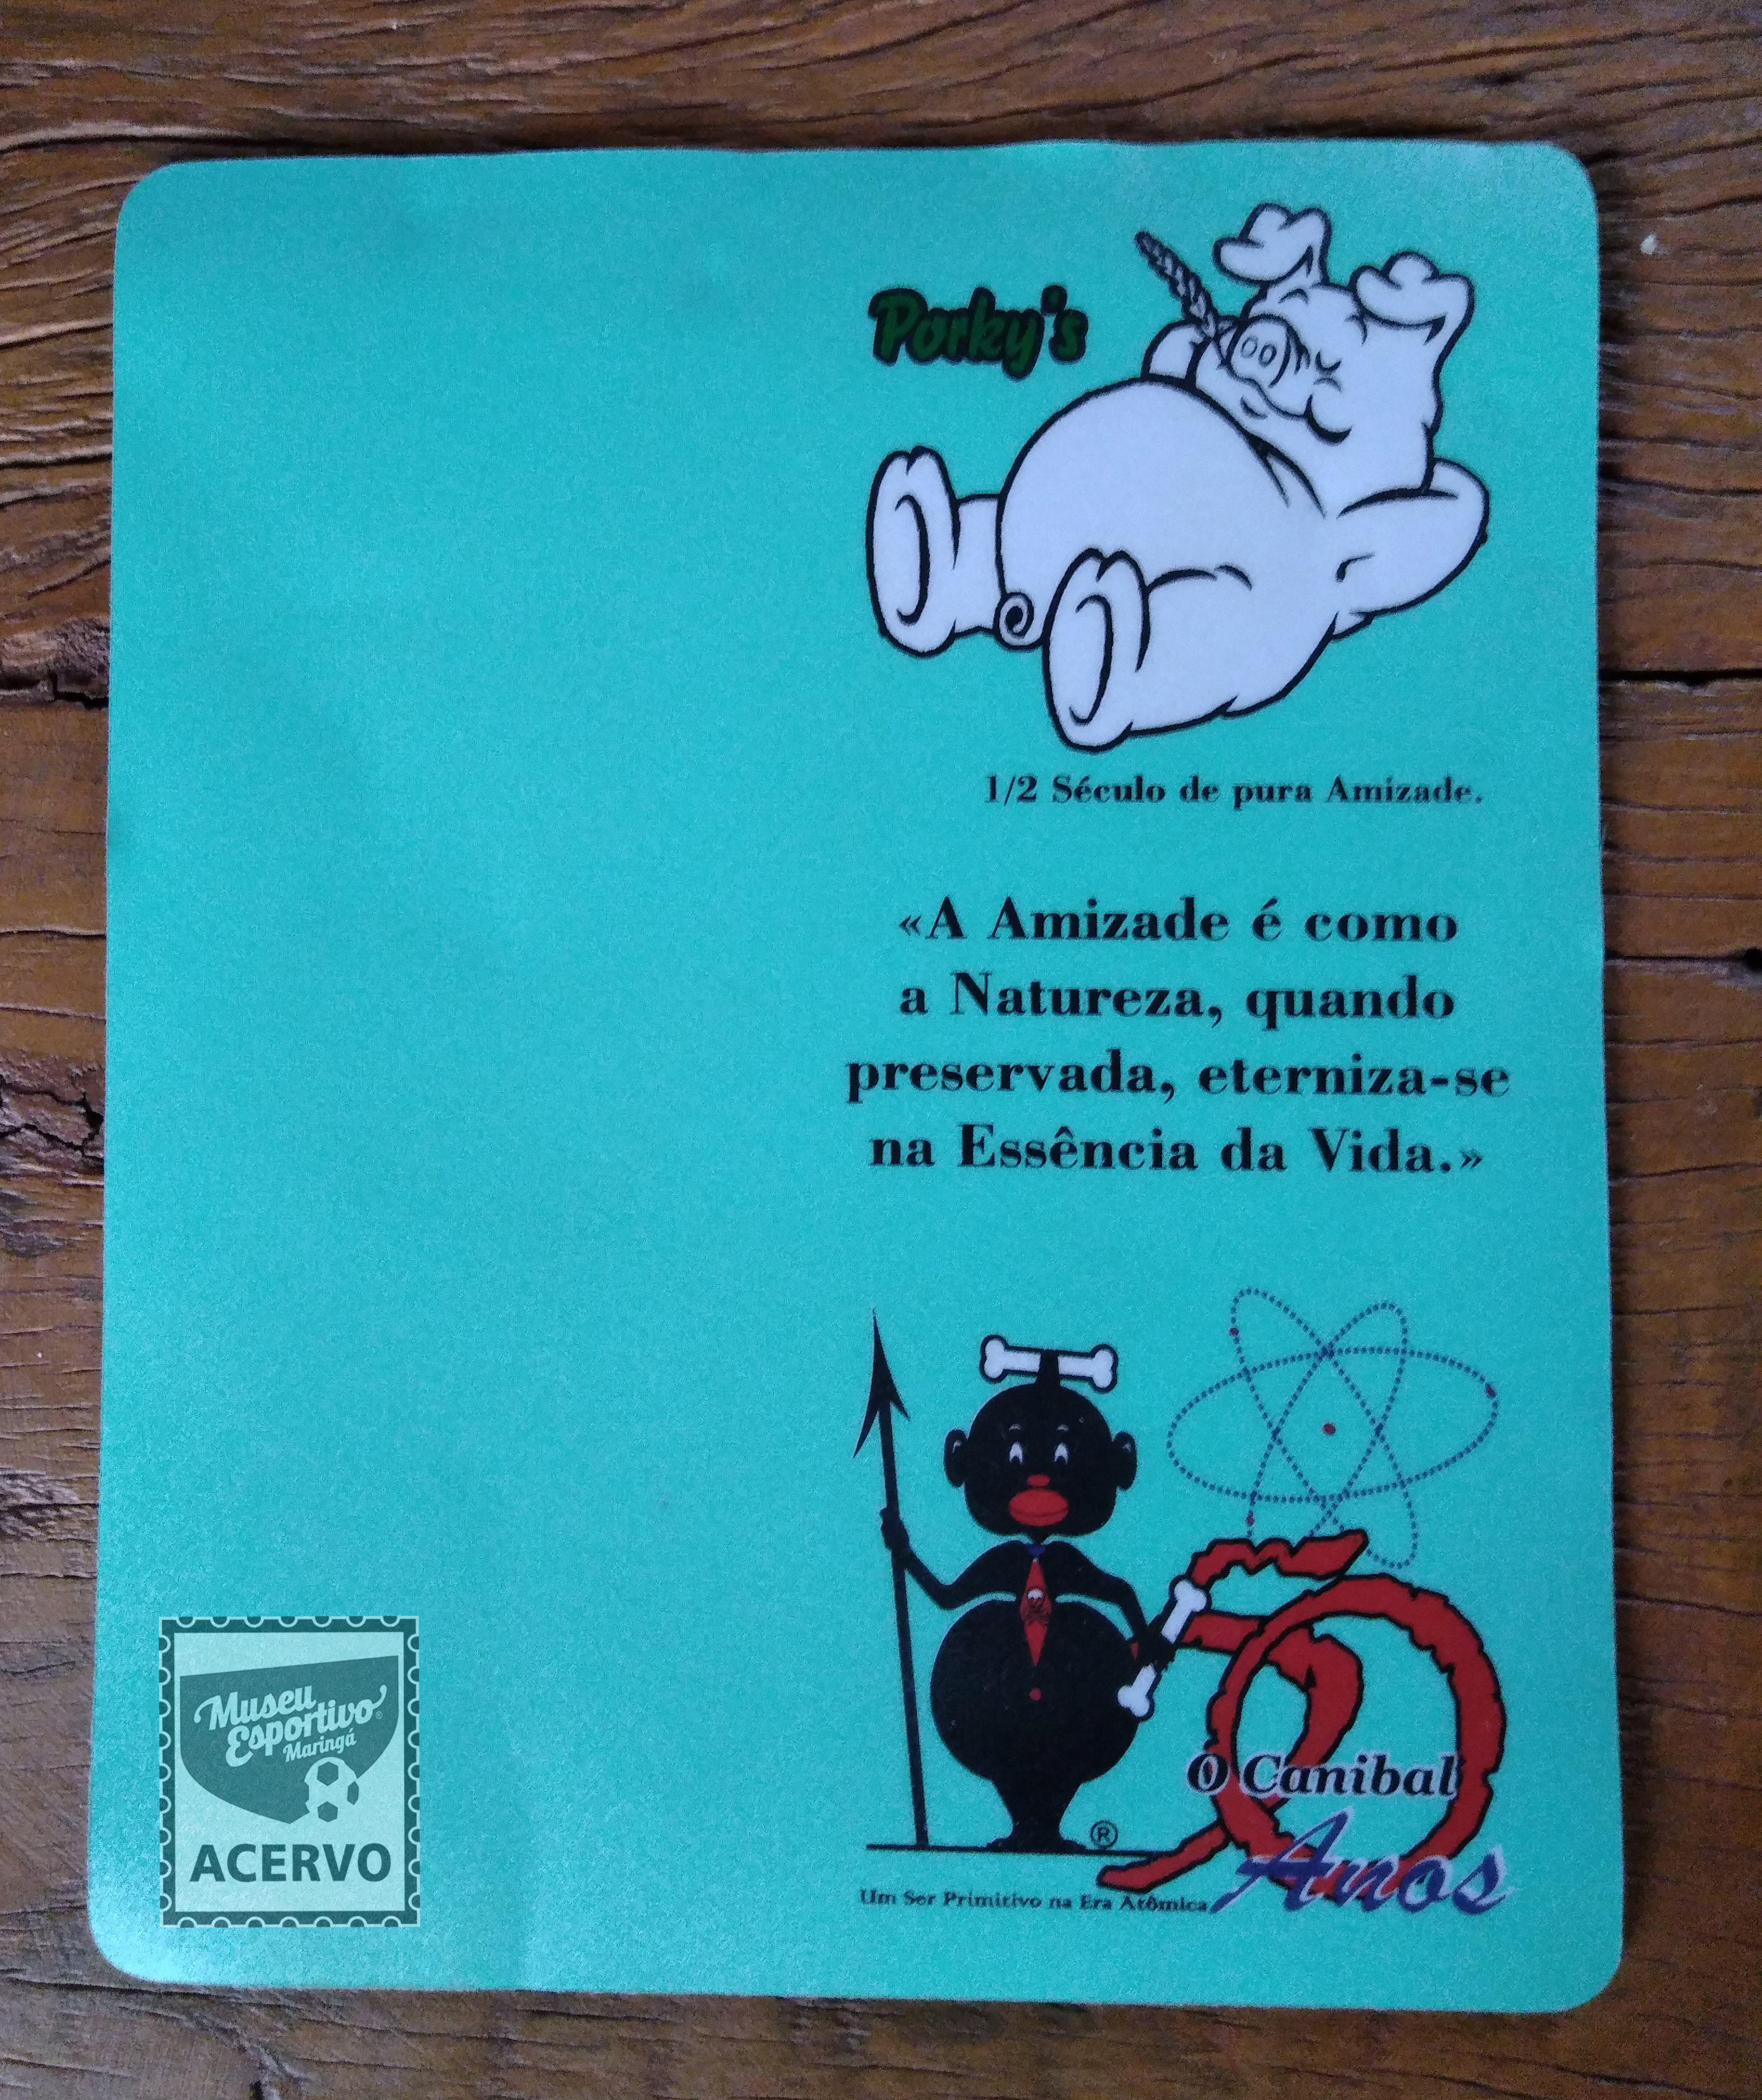 Porky's
1/2 Século de pura Amizade.
«A Amizade é como
a Natureza, quando
preservada, eterniza-se
na Essência da Vida.»
50
O Canibal
Anos
®
Um Ser Primitivo na Era Atômica
Museu
Esportivo®
Maringá
ACERVO